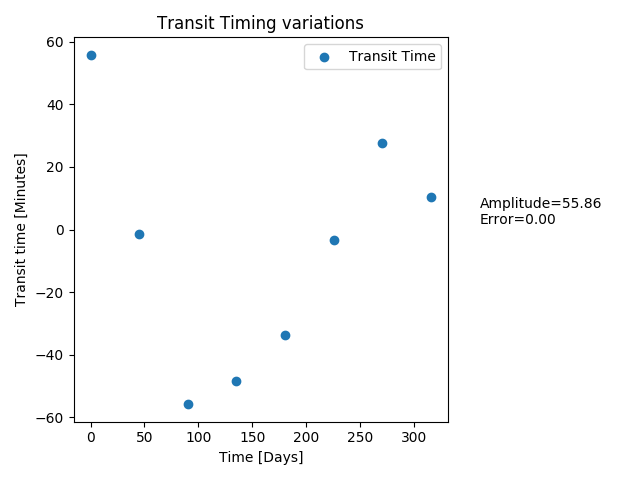 Transit Timing variations
Transit Time
60
40
20
0
−20
−40
−60
Transit time [Minutes]
0 50 100 150 200 250 300
Time [Days]
Amplitude=55.86
Error=0.00